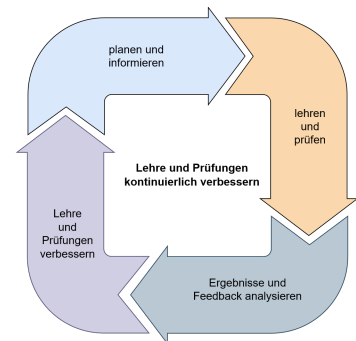 planen und
informieren
lehren
und
prüfen
Lehre und Prüfungen
kontinuierlich verbessern
Lehre
und
Prüfungen
verbessern
Ergebnisse und
Feedback analysieren